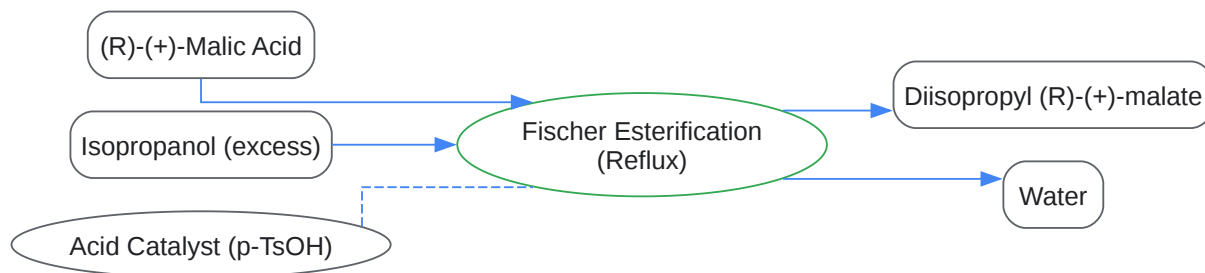 (R)-(+)-Malic Acid
Isopropanol (excess)
Acid Catalyst (p-TsOH)
Fischer Esterification
(Reflux)
Diisopropyl (R)-(+)-malate
Water